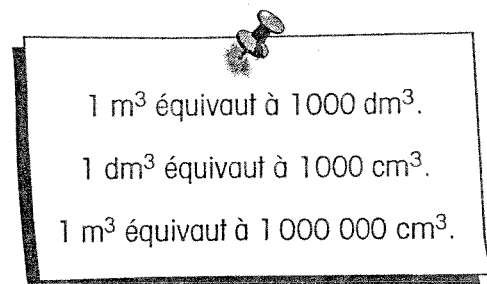 1 m³ équivaut à 1000 dm³.
1 dm³ équivaut à 1000 cm³.
1 m³ équivaut à 1 000 000 cm³.